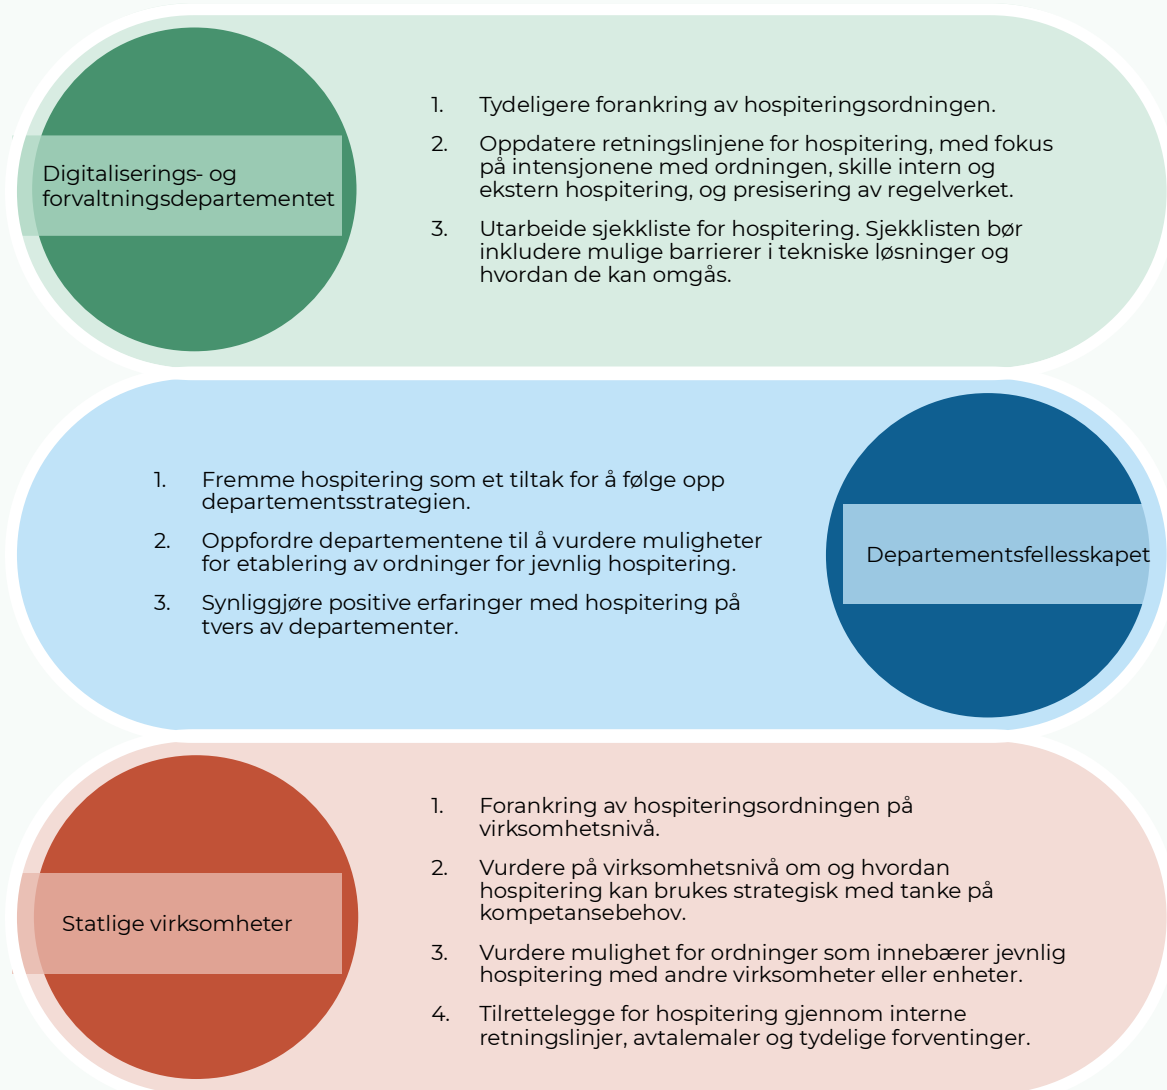 Digitaliserings- og
forvaltningsdepartementet
1. Tydeligere forankring av hospiteringsordningen.
2. Oppdatere retningslinjene for hospitering, med fokus
på intensjonene med ordningen, skille intern og
ekstern hospitering, og presisering av regelverket.
3. Utarbeide sjekkliste for hospitering. Sjekklisten bør
inkludere mulige barrierer i tekniske løsninger og
hvordan de kan omgås.
1. Fremme hospitering som et tiltak for å følge opp
departementsstrategien.
2. Oppfordre departementene til å vurdere muligheter
for etablering av ordninger for jevnlig hospitering.
3. Synliggjøre positive erfaringer med hospitering på
tvers av departementer.
Departementsfellesskapet
Statlige virksomheter
1. Forankring av hospiteringsordningen på
virksomhetsnivå.
2. Vurdere på virksomhetsnivå om og hvordan
hospitering kan brukes strategisk med tanke på
kompetansebehov.
3. Vurdere mulighet for ordninger som innebærer jevnlig
hospitering med andre virksomheter eller enheter.
4. Tilrettelegge for hospitering gjennom interne
retningslinjer, avtalemaler og tydelige forventinger.